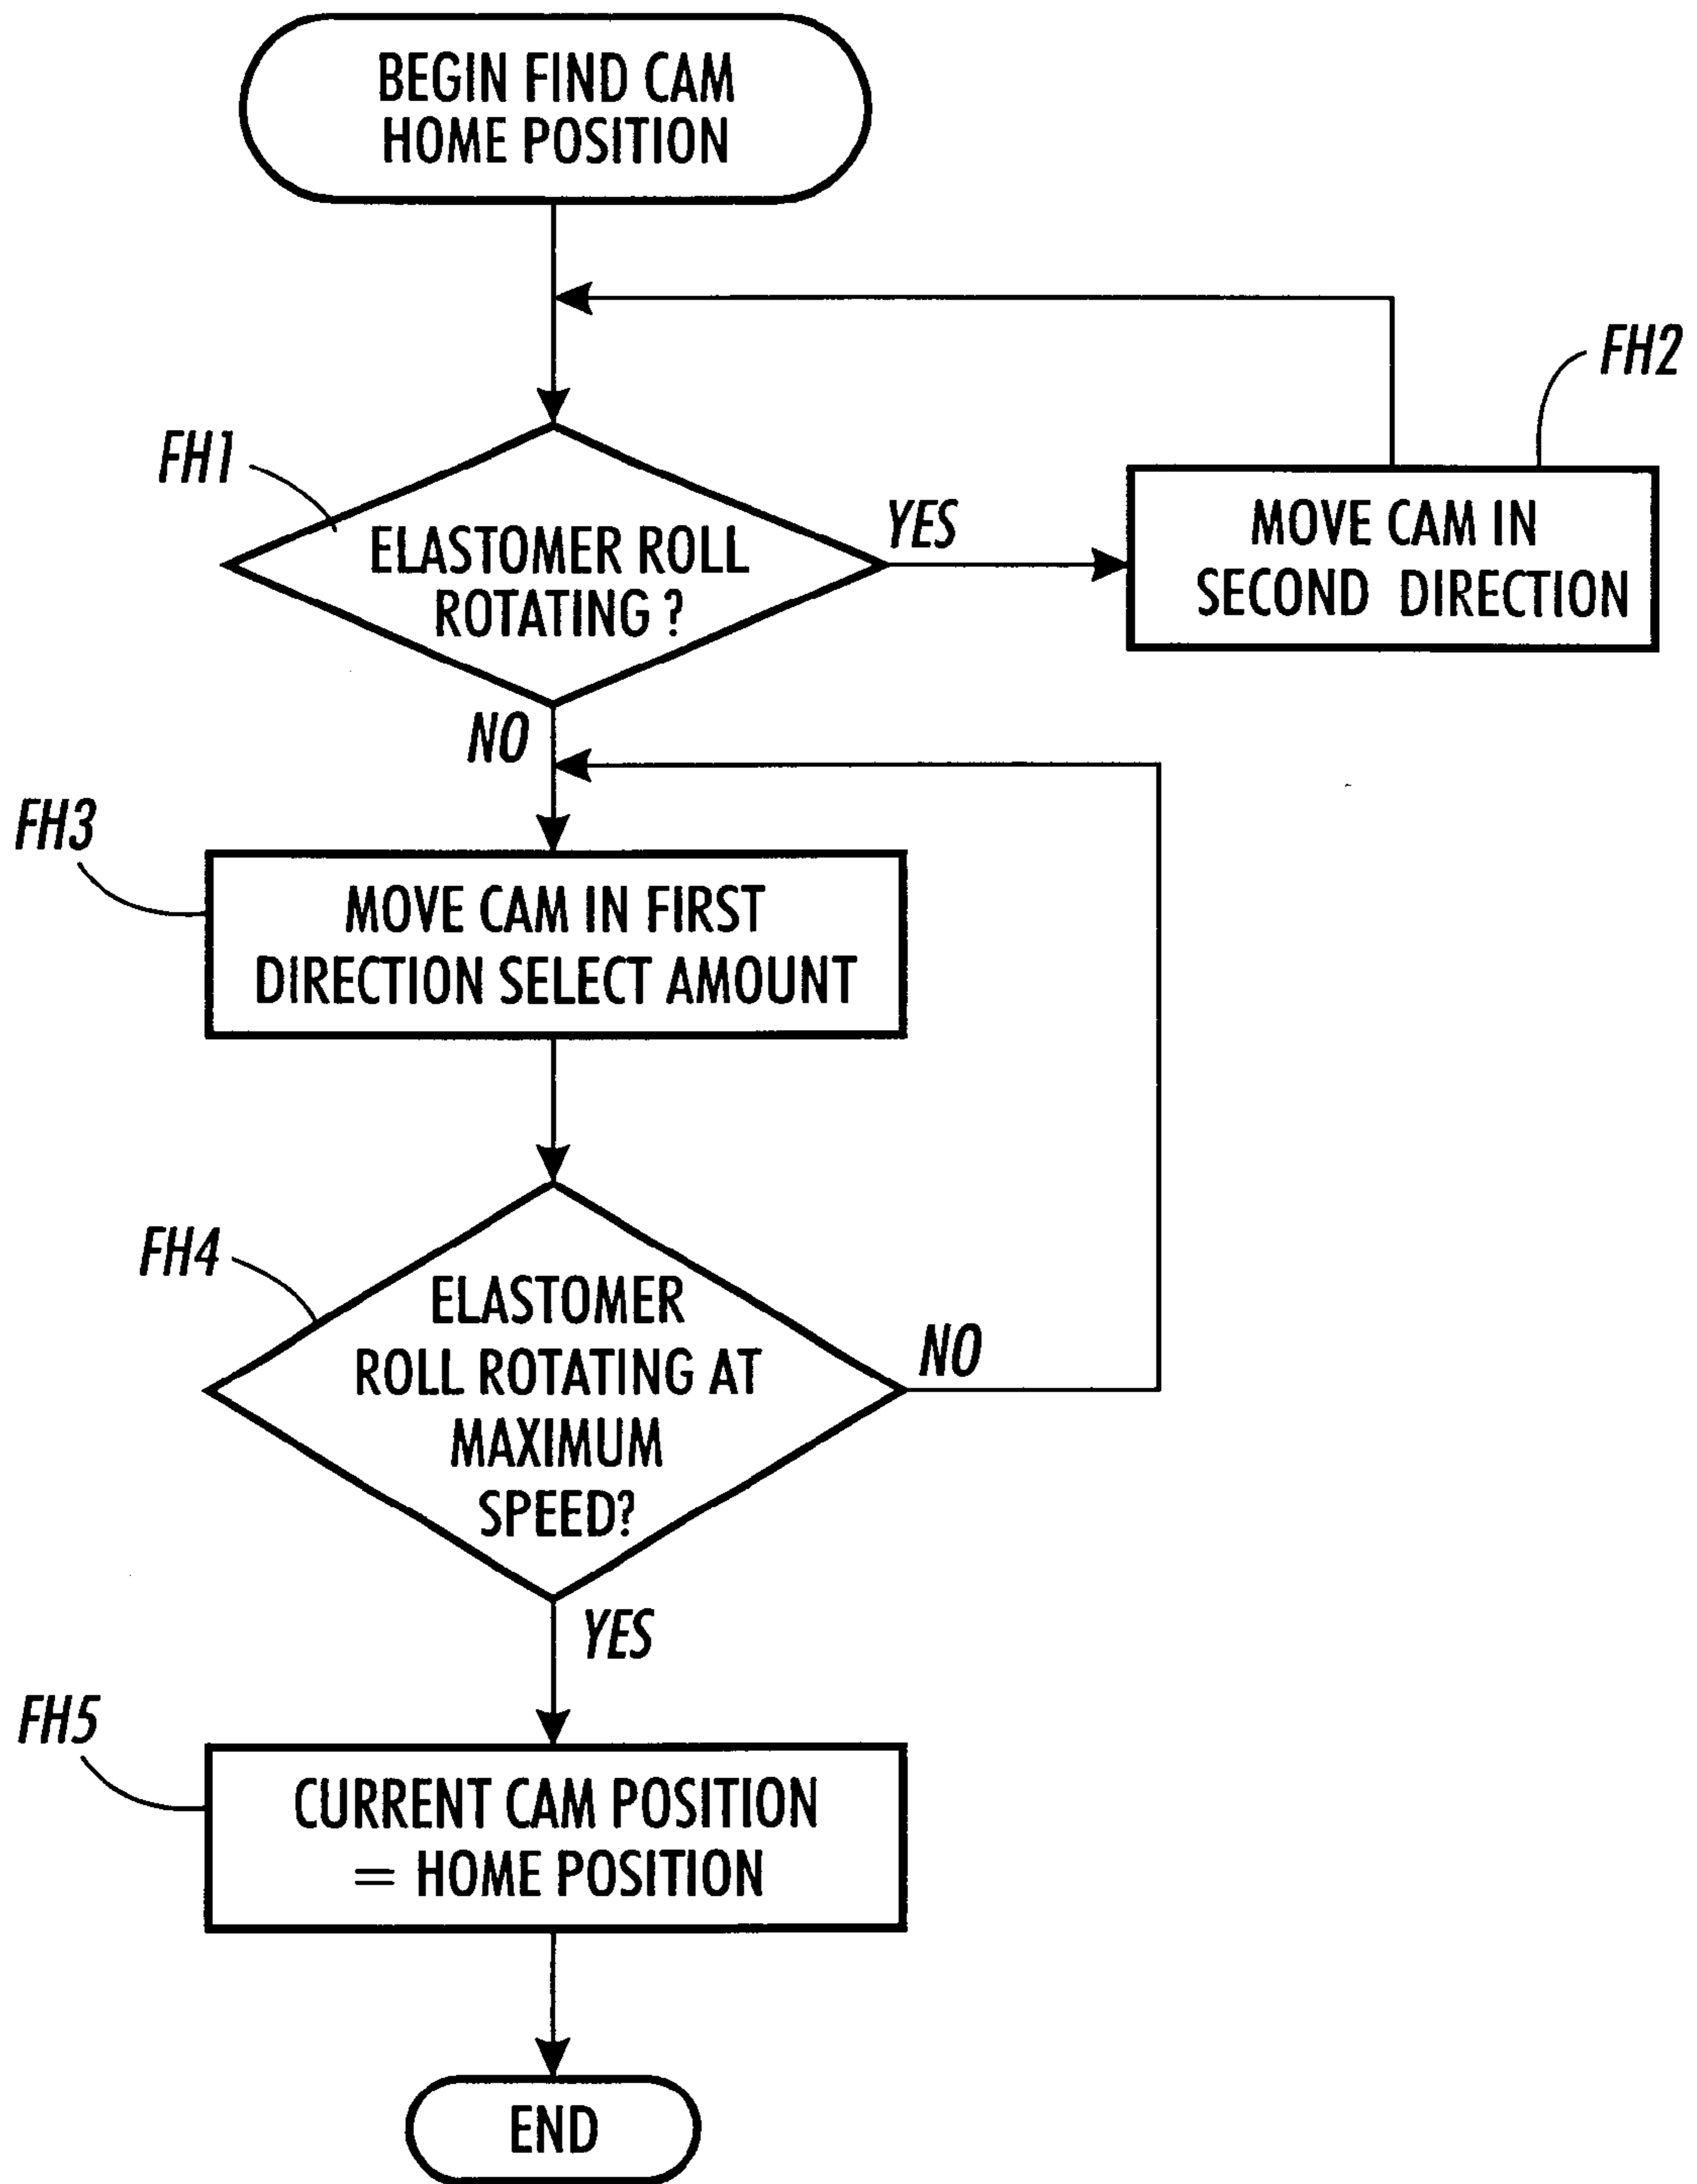 BEGIN FIND CAM
HOME POSITION
FH1
ELASTOMER ROLL
ROTATING ?
YES
FH2
MOVE CAM IN
SECOND DIRECTION
NO
FH3
MOVE CAM IN FIRST
DIRECTION SELECT AMOUNT
FH4
ELASTOMER
ROLL ROTATING AT
MAXIMUM
SPEED?
NO
YES
FH5
CURRENT CAM POSITION
= HOME POSITION
END